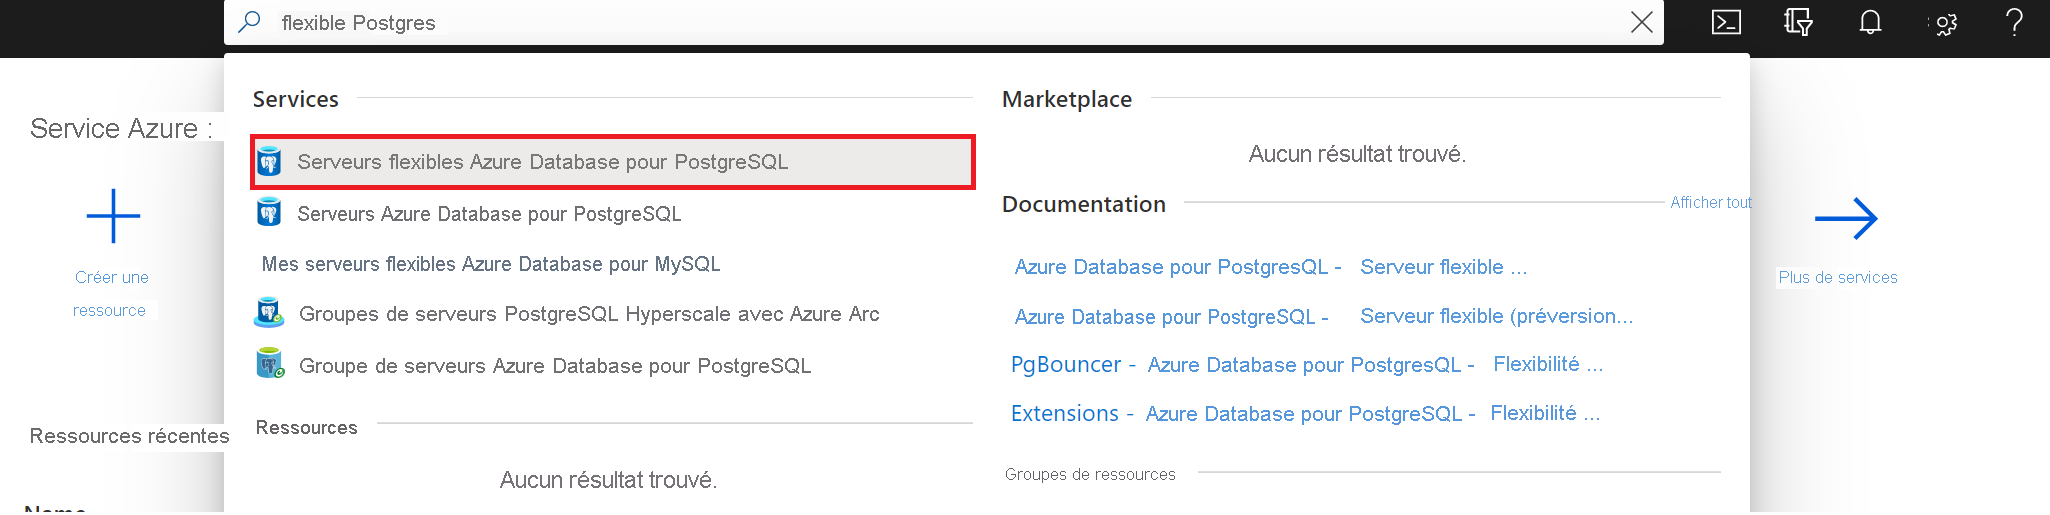 flexible Postgres
Service Azure :
Créer une
ressource
Ressources récentes
Services
Serveurs flexibles Azure Database pour PostgreSQL
Serveurs Azure Database pour PostgreSQL
Mes serveurs flexibles Azure Database pour MySQL
Groupes de serveurs PostgreSQL Hyperscale avec Azure Arc
Groupe de serveurs Azure Database pour PostgreSQL
Ressources
Aucun résultat trouvé.
Marketplace
Aucun résultat trouvé.
Documentation
Afficher tout
Azure Database pour PostgresQL - Serveur flexible ...
Azure Database pour PostgreSQL - Serveur flexible (préversion...
PgBouncer - Azure Database pour PostgresQL - Flexibilité ...
Extensions - Azure Database pour PostgreSQL - Flexibilité ...
Groupes de ressources
Plus de services